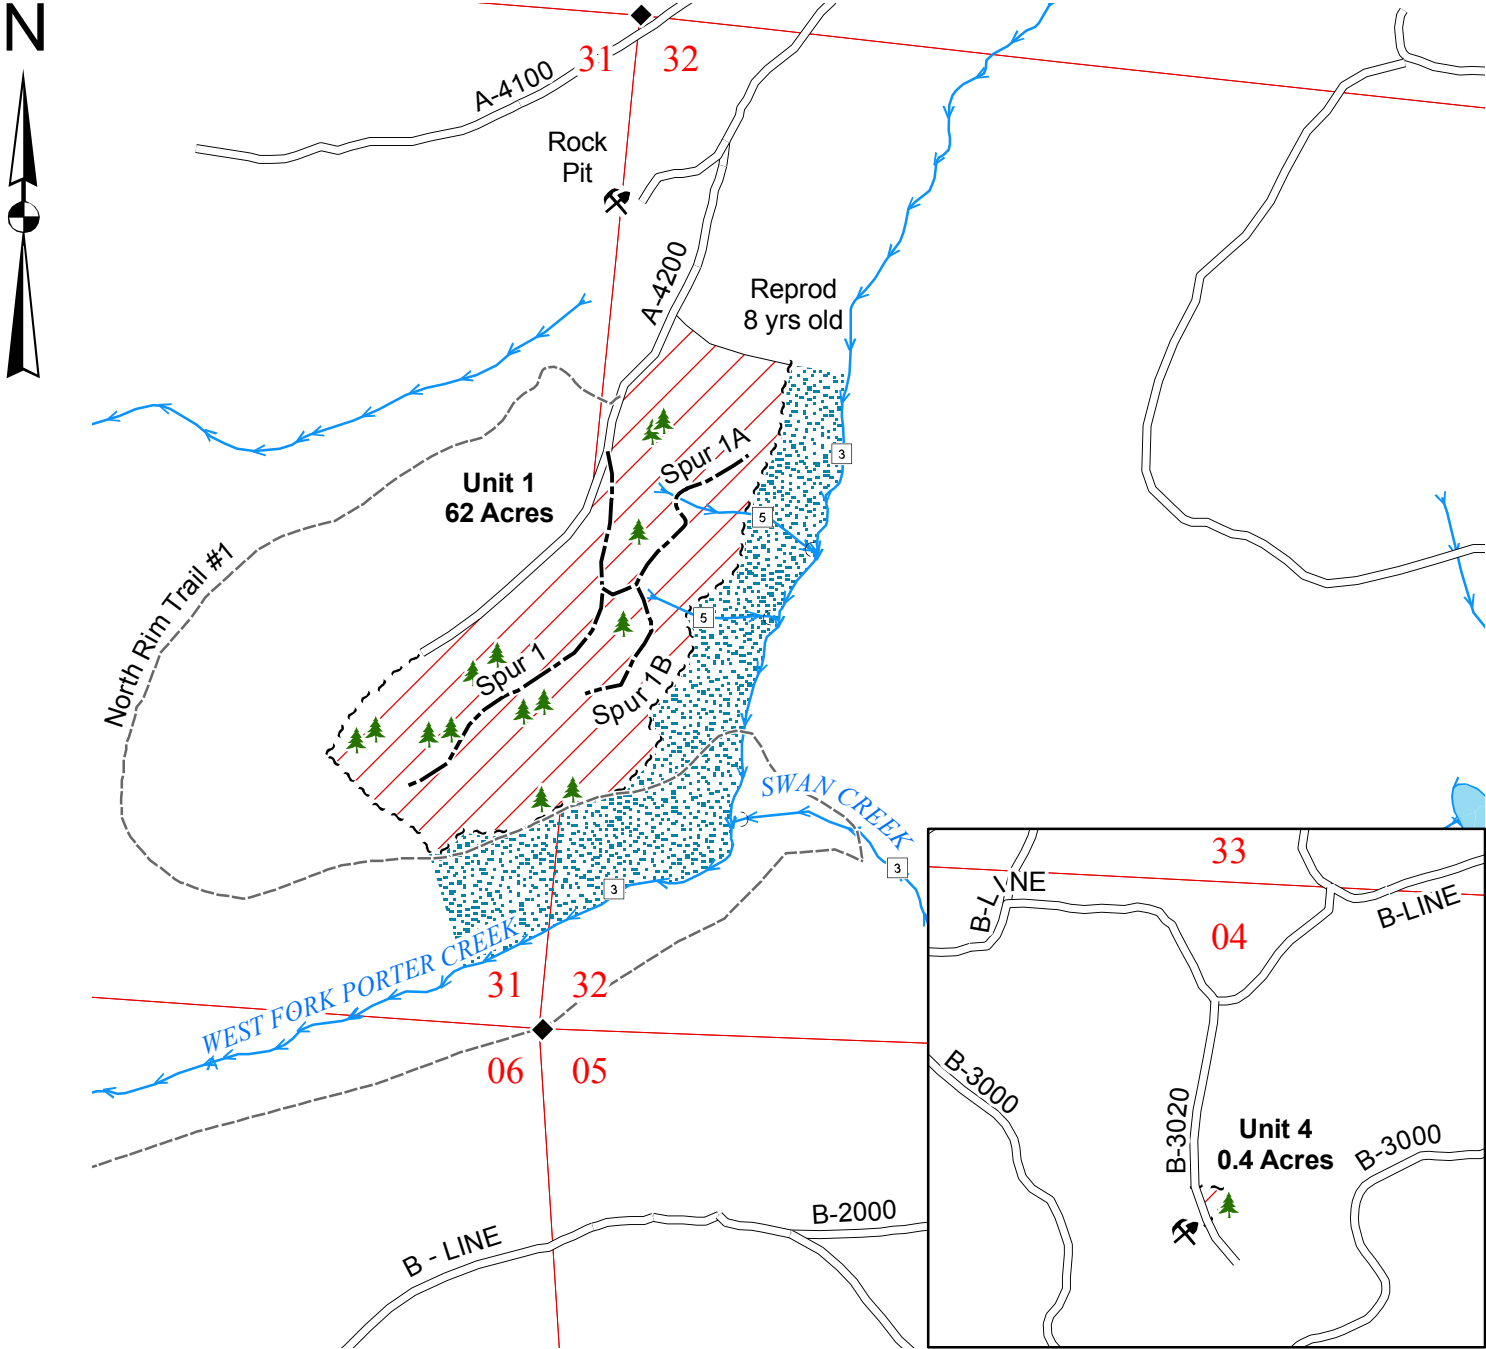 N
31
32
A-4100
Rock
Pit
A-4200
Reprod
8 yrs old
3
Spur 1A
Unit 1
62 Acres
5
North Rim Trail #1
5
Spur 1
Spur 1B
SWAN CREEK
3
3
WEST FORK PORTER CREEK
31
32
06
05
B-2000
B - LINE
33
B-LINE
B-LINE
04
B-3000
B-3020
Unit 4
0.4 Acres
B-3000